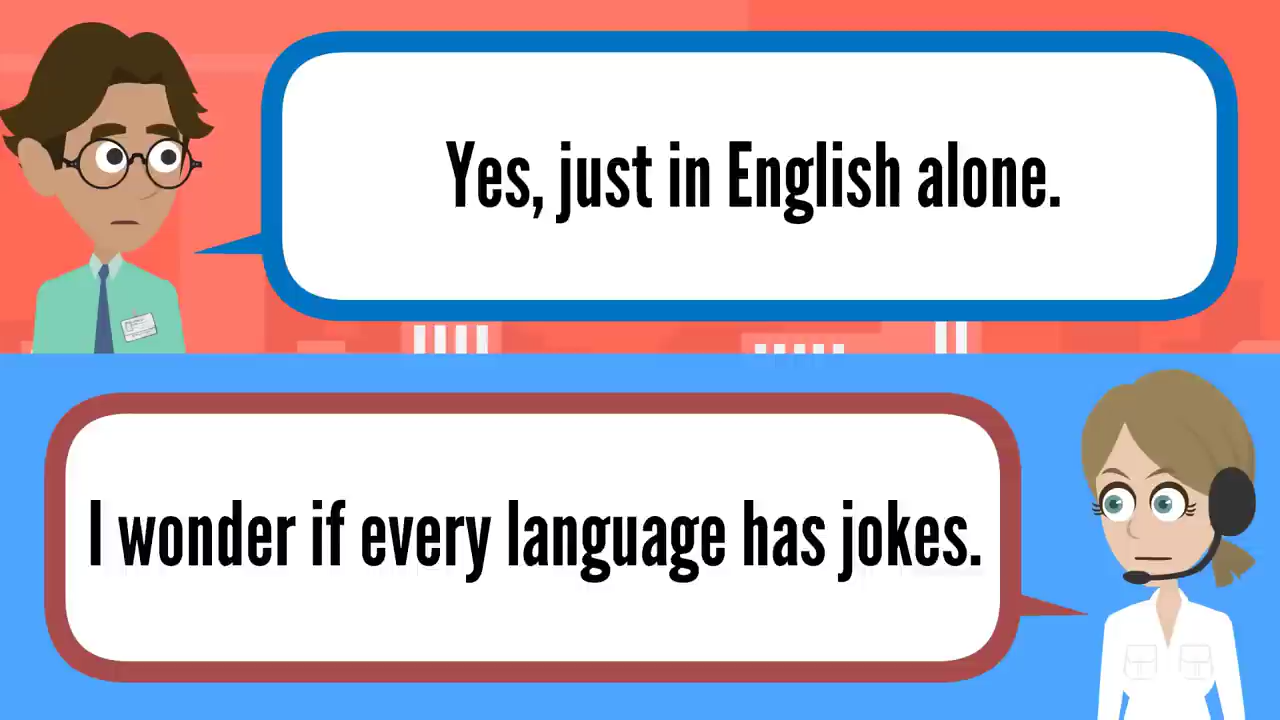 Yes, just in English alone.
I wonder if every language has jokes.